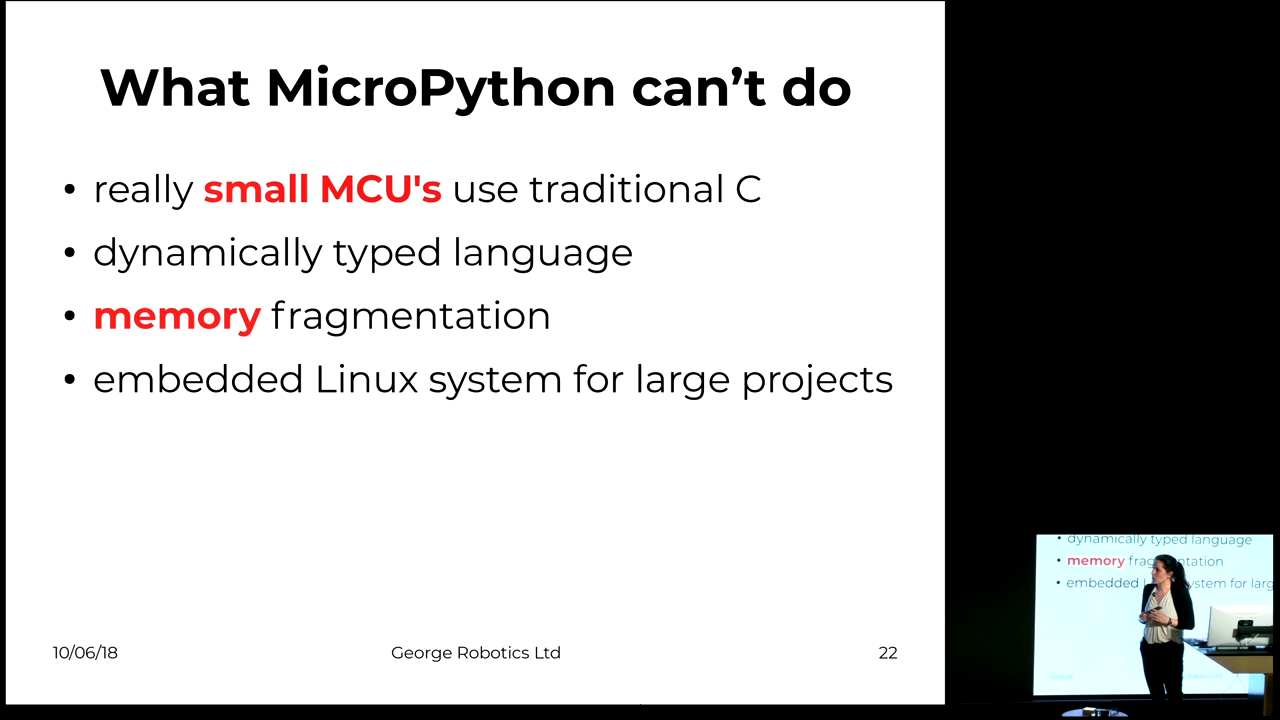 What MicroPython can’t do
• really small MCU's use traditional C
• dynamically typed language
• memory fragmentation
• embedded Linux system for large projects
10/06/18
George Robotics Ltd
22
• dynamically typed language
• memory frag ntation
• embedded L ystem for larg